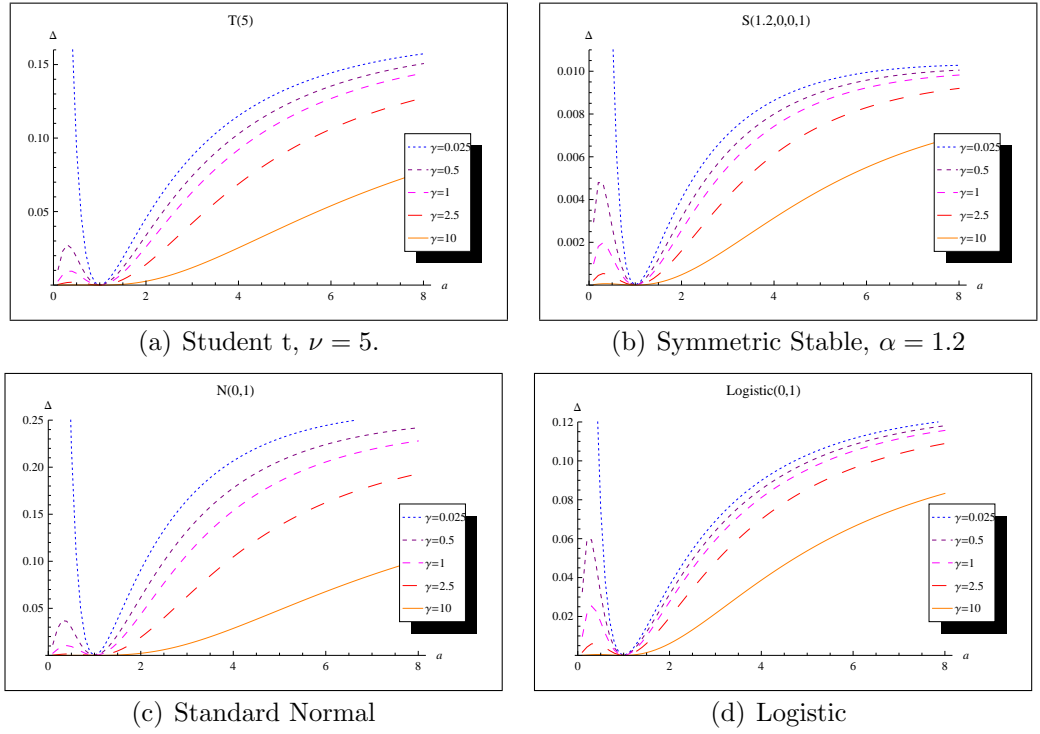 T(5)
Δ
0.15
0.10
0.05
0
2
4
6
8
a
γ=0.025
γ=0.5
γ=1
γ=2.5
γ=10
(a) Student t, ν = 5.
S(1.2,0,0,1)
Δ
0.010
0.008
0.006
0.004
0.002
0
2
4
6
8
a
γ=0.025
γ=0.5
γ=1
γ=2.5
γ=10
(b) Symmetric Stable, α = 1.2
N(0,1)
Δ
0.25
0.20
0.15
0.10
0.05
0
2
4
6
8
a
γ=0.025
γ=0.5
γ=1
γ=2.5
γ=10
(c) Standard Normal
Logistic(0,1)
Δ
0.12
0.10
0.08
0.06
0.04
0.02
0
2
4
6
8
a
γ=0.025
γ=0.5
γ=1
γ=2.5
γ=10
(d) Logistic